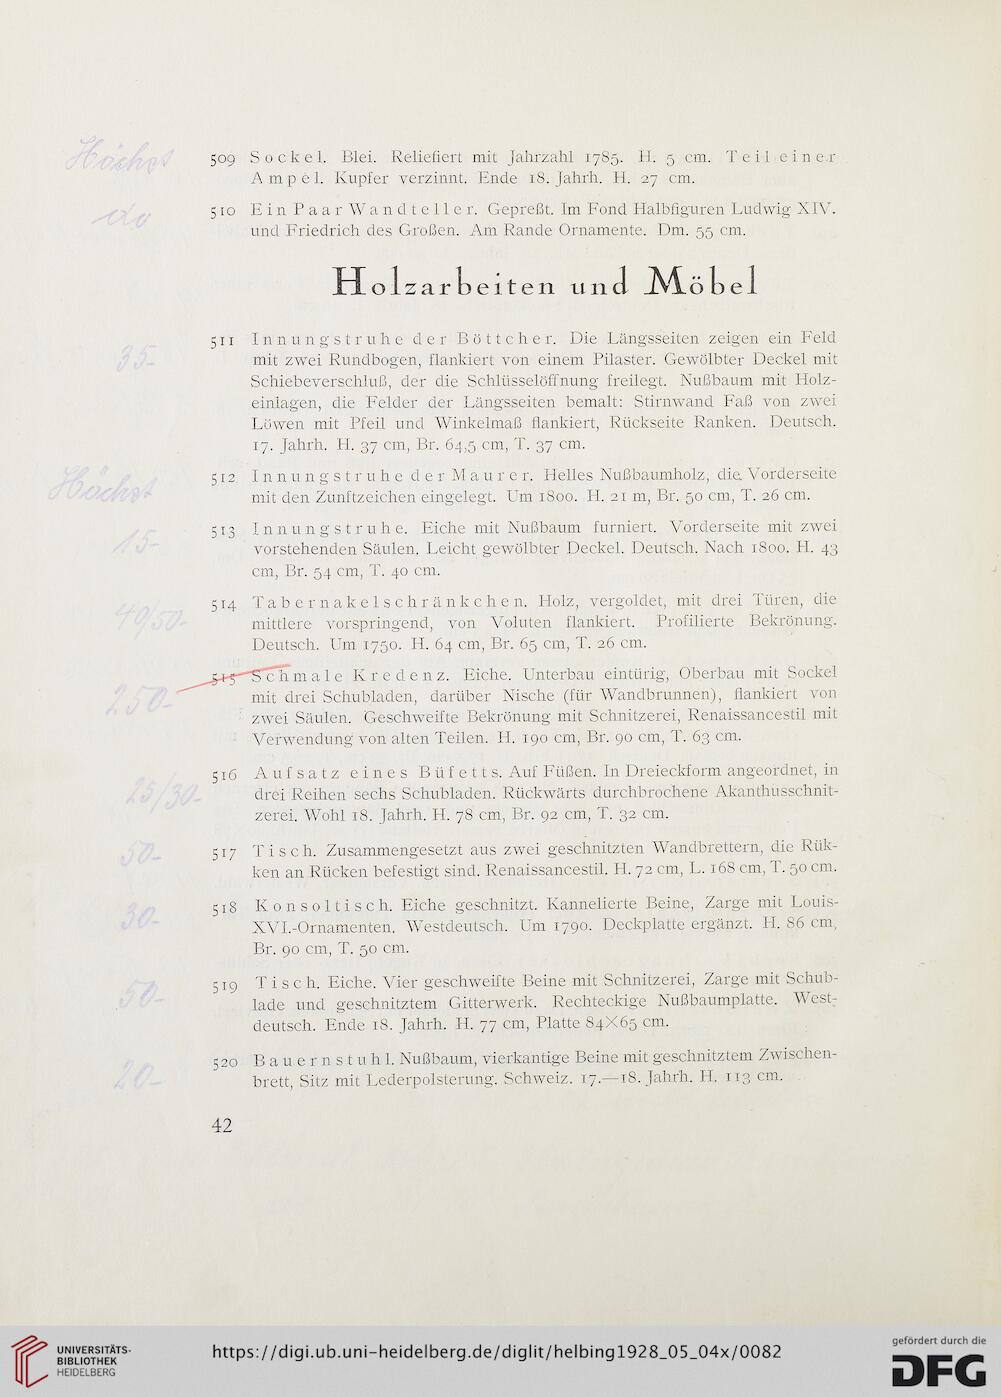 Höchst
509 Sockel. Blei. Reliefiert mit Jahrzahl 1785. H. 5 cm. Teil einer
Ampel. Kupfer verzinnt. Ende 18. Jahrh. H. 27 cm.
510 Ein Paar Wandteller. Gepreßt. Im Fond Halbfiguren Ludwig XIV.
und Friedrich des Großen. Am Rande Ornamente. Dm. 55 cm.
Holzarbeiten und Möbel
35-
511 Innungstruhe der Böttcher. Die Längsseiten zeigen ein Feld
mit zwei Rundbogen, flankiert von einem Pilaster. Gewölbter Deckel mit
Schiebeverschluß, der die Schlüsselöffnung freilegt. Nußbaum mit Holz-
einlagen, die Felder der Längsseiten bemalt: Stirnwand Faß von zwei
Löwen mit Pfeil und Winkelmaß flankiert, Rückseite Ranken. Deutsch.
17. Jahrh. H. 37 cm, Br. 64,5 cm, T. 37 cm.
Höchst
512 Innungstruhe der Maurer. Helles Nußbaumholz, die Vorderseite
mit den Zunftzeichen eingelegt. Um 1800. H. 21 m, Br. 50 cm, T. 26 cm.
15-
513 Innungstruhe. Eiche mit Nußbaum furniert. Vorderseite mit zwei
vorstehenden Säulen. Leicht gewölbter Deckel. Deutsch. Nach 1800. H. 43
cm, Br. 54 cm, T. 40 cm.
40/50-
514 Tabernakelschränkchen. Holz, vergoldet, mit drei Türen, die
mittlere vorspringend, von Voluten flankiert. Profilierte Bekrönung.
Deutsch. Um 1750. H. 64 cm, Br. 65 cm, T. 26 cm.
250-
515 Schmale Kredenz. Eiche. Unterbau eintürig, Oberbau mit Sockel
mit drei Schubladen, darüber Nische (für Wandbrunnen), flankiert von
zwei Säulen. Geschweifte Bekrönung mit Schnitzerei, Renaissancestil mit
Verwendung von alten Teilen. H. 190 cm, Br. 90 cm, T. 63 cm.
25/30-
516 Aufsatz eines Büfetts. Auf Füßen. In Dreieckform angeordnet, in
drei Reihen sechs Schubladen. Rückwärts durchbrochene Akanthusschnit-
zerei. Wohl 18. Jahrh. H. 78 cm, Br. 92 cm, T. 32 cm.
50-
517 Tisch. Zusammengesetzt aus zwei geschnitzten Wandbrettern, die Rük-
ken an Rücken befestigt sind. Renaissancestil. H. 72 cm, L. 168 cm, T. 50 cm.
30-
518 Konsoltisch. Eiche geschnitzt. Kannelierte Beine, Zarge mit Louis-
XVI.-Ornamenten. Westdeutsch. Um 1790. Deckplatte ergänzt. H. 86 cm,
Br. 90 cm, T. 50 cm.
50-
519 Tisch. Eiche. Vier geschweifte Beine mit Schnitzerei, Zarge mit Schub-
lade und geschnitztem Gitterwerk. Rechteckige Nußbaumplatte. West-
deutsch. Ende 18. Jahrh. H. 77 cm, Platte 84×65 cm.
20-
520 Bauernstuhl. Nußbaum, vierkantige Beine mit geschnitztem Zwischen-
brett, Sitz mit Lederpolsterung. Schweiz. 17.—18. Jahrh. H. 113 cm.
42
UNIVERSITÄTS-
BIBLIOTHEK
HEIDELBERG
https://digi.ub.uni-heidelberg.de/diglit/helbing1928_05_04x/0082
gefördert durch die
DFG